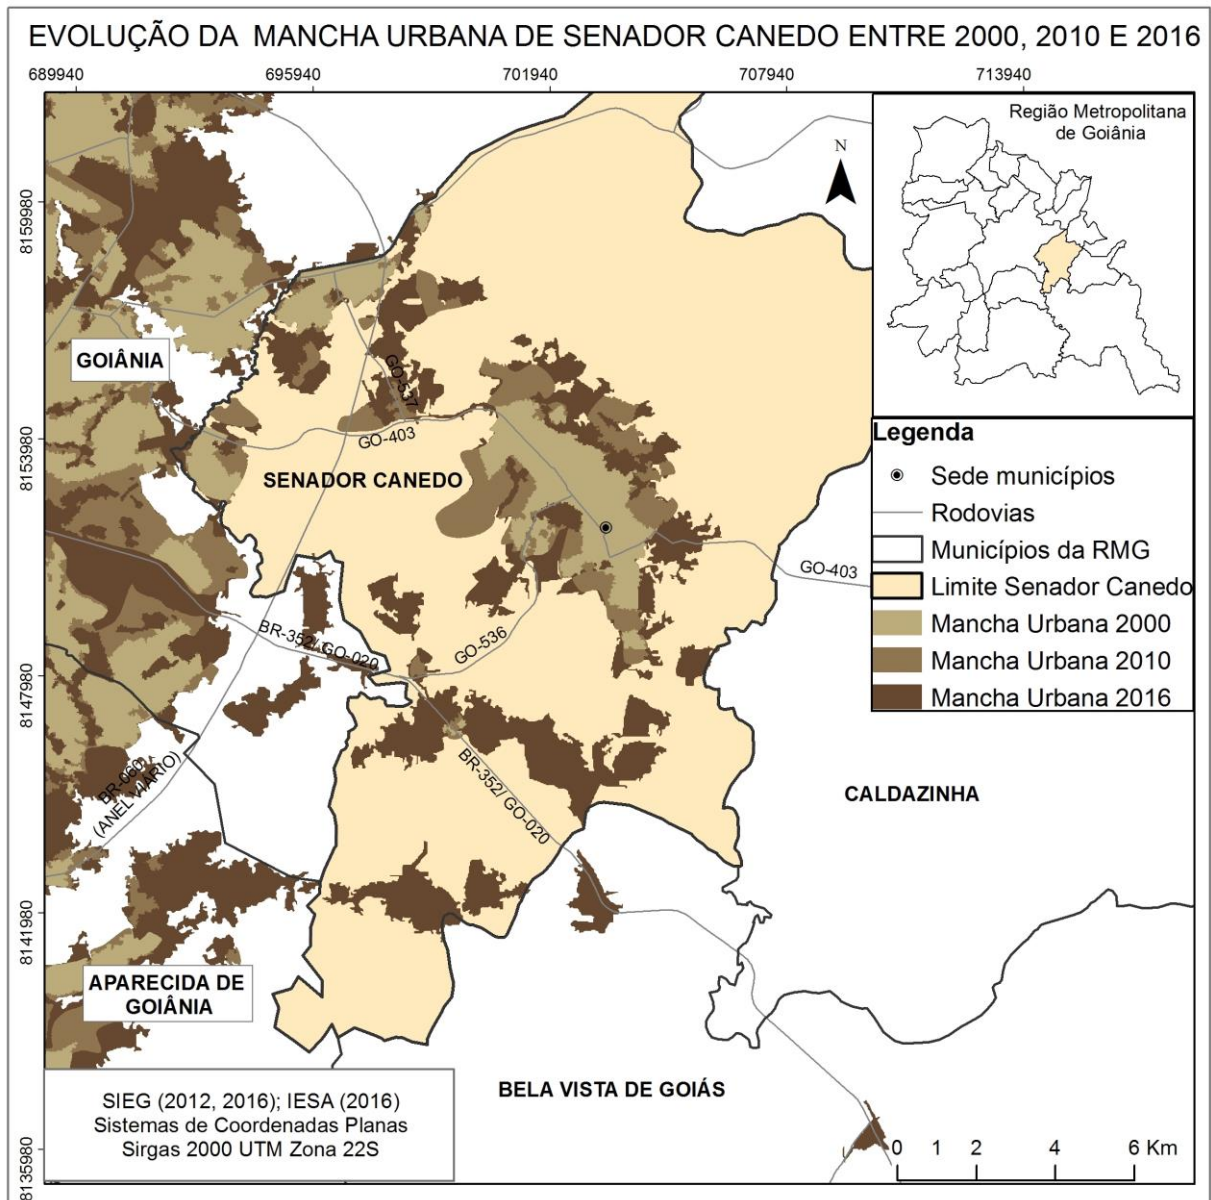 EVOLUÇÃO DA MANCHA URBANA DE SENADOR CANEDO ENTRE 2000, 2010 E 2016
689940
695940
701940
707940
713940
8159980
8153980
8147980
8141980
8135980
Região Metropolitana
de Goiânia
N
GOIÂNIA
GO-537
GO-403
SENADOR CANEDO
GO-403
BR-352/ GO-020
GO-536
BR-352/ GO-020
BR-060
(ANEL VIÁRIO)
CALDAZINHA
APARECIDA DE
GOIÂNIA
BELA VISTA DE GOIÁS
Legenda
Sede municípios
Rodovias
Municípios da RMG
Limite Senador Canedo
Mancha Urbana 2000
Mancha Urbana 2010
Mancha Urbana 2016
SIEG (2012, 2016); IESA (2016)
Sistemas de Coordenadas Planas
Sirgas 2000 UTM Zona 22S
0 1 2 4 6 Km